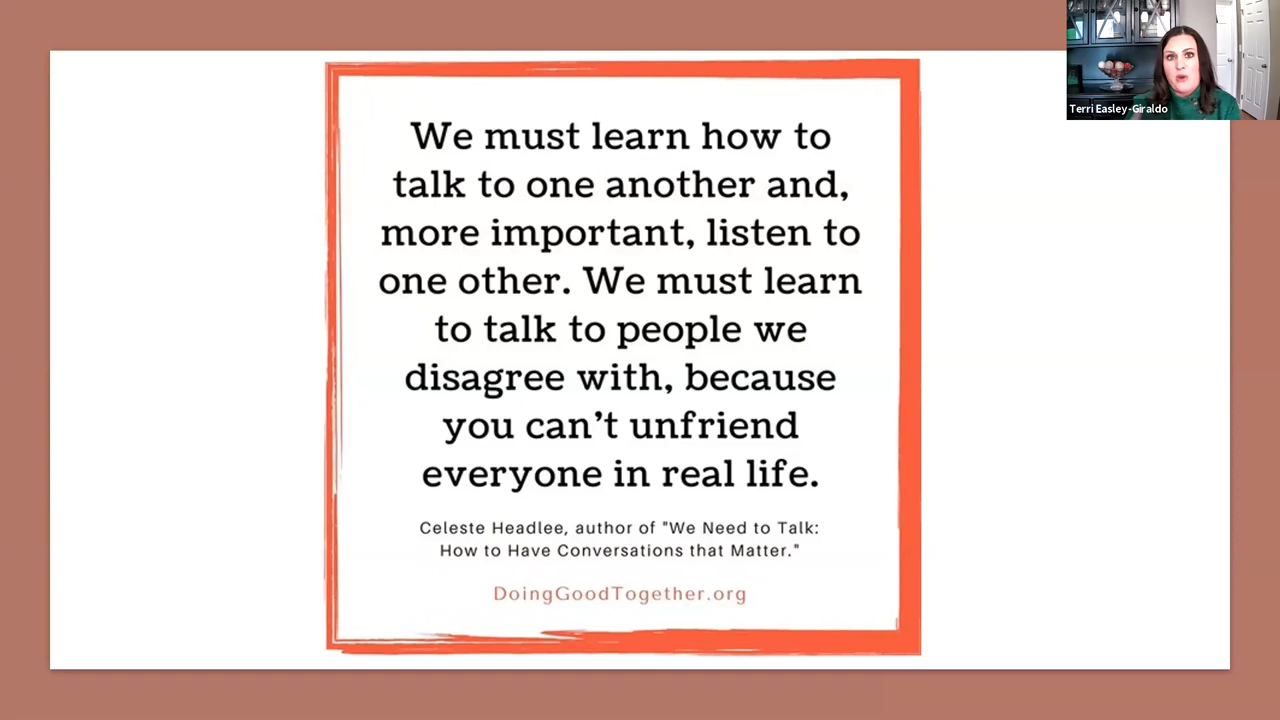 We must learn how to
talk to one another and,
more important, listen to
one other. We must learn
to talk to people we
disagree with, because
you can’t unfriend
everyone in real life.
Celeste Headlee, author of "We Need to Talk:
How to Have Conversations that Matter."
DoingGoodTogether.org
Terri Easley-Giraldo